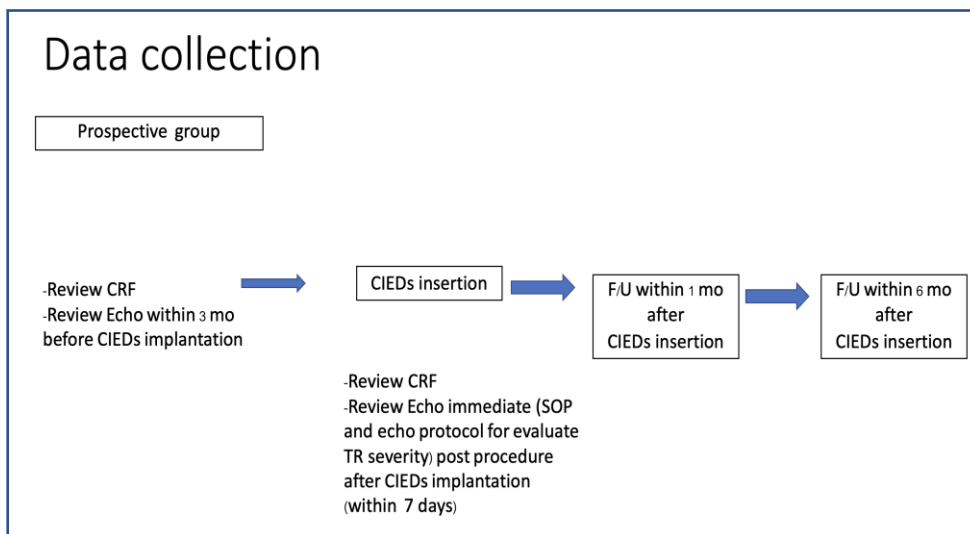 Data collection
Prospective group
-Review CRF
-Review Echo within 3 mo
before CIEDs implantation
CIEDs insertion
-Review CRF
-Review Echo immediate (SOP
and echo protocol for evaluate
TR severity) post procedure
after CIEDs implantation
(within 7 days)
F/U within 1 mo
after
CIEDs insertion
F/U within 6 mo
after
CIEDs insertion